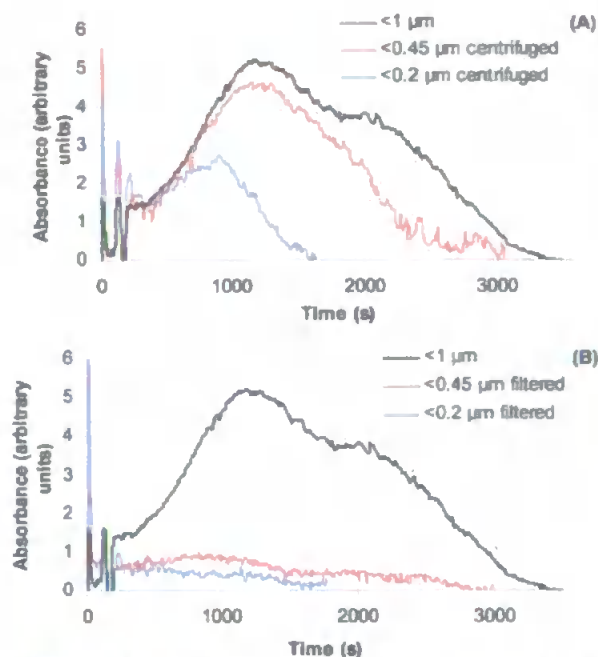 (A)
<1 µm
<0.45 µm centrifuged
<0.2 µm centrifuged
Absorbance (arbitrary
units)
6
5
4
3
2
1
0
0 1000 2000 3000
Time (s)
(B)
<1 µm
<0.45 µm filtered
<0.2 µm filtered
Absorbance (arbitrary
units)
6
5
4
3
2
1
0
0 1000 2000 3000
Time (s)